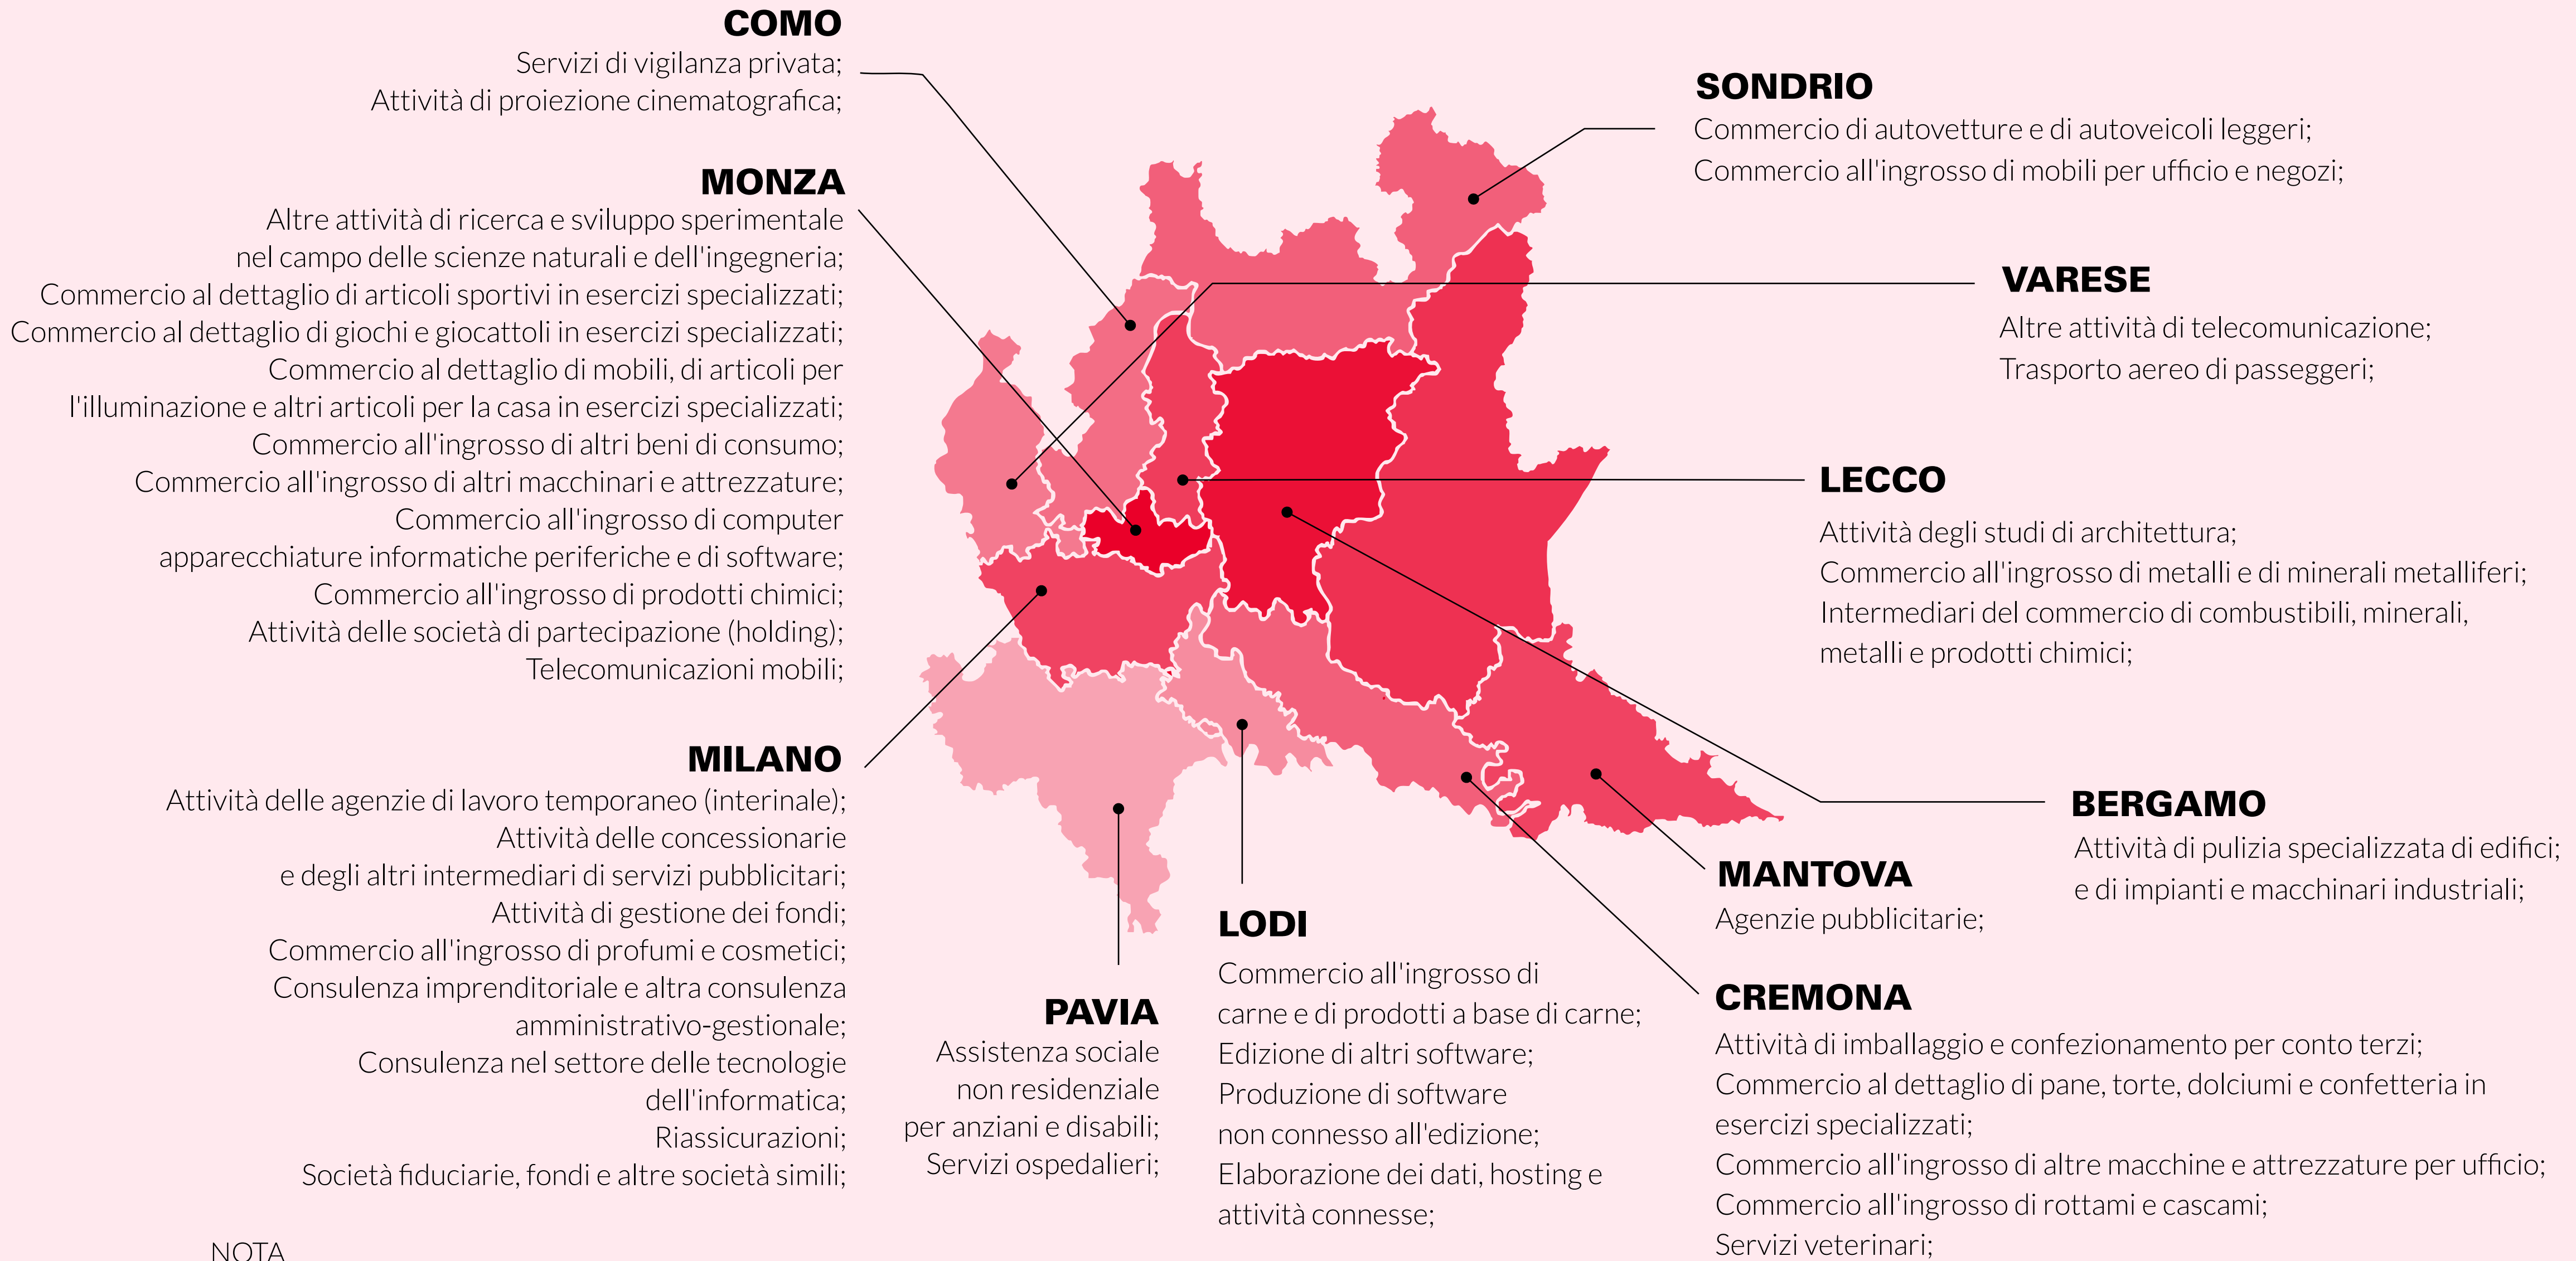 COMO
Servizi di vigilanza privata;
Attività di proiezione cinematografica;
MONZA
Altre attività di ricerca e sviluppo sperimentale
nel campo delle scienze naturali e dell'ingegneria;
Commercio al dettaglio di articoli sportivi in esercizi specializzati;
Commercio al dettaglio di giochi e giocattoli in esercizi specializzati;
Commercio al dettaglio di mobili, di articoli per
l'illuminazione e altri articoli per la casa in esercizi specializzati;
Commercio all'ingrosso di altri beni di consumo;
Commercio all'ingrosso di altri macchinari e attrezzature;
Commercio all'ingrosso di computer
apparecchiature informatiche periferiche e di software;
Commercio all'ingrosso di prodotti chimici;
Attività delle società di partecipazione (holding);
Telecomunicazioni mobili;
MILANO
Attività delle agenzie di lavoro temporaneo (interinale);
Attività delle concessionarie
e degli altri intermediari di servizi pubblicitari;
Attività di gestione dei fondi;
Commercio all'ingrosso di profumi e cosmetici;
Consulenza imprenditoriale e altra consulenza
amministrativo-gestionale;
Consulenza nel settore delle tecnologie
dell'informatica;
Riassicurazioni;
Società fiduciarie, fondi e altre società simili;
NOTA
PAVIA
Assistenza sociale
non residenziale
per anziani e disabili;
Servizi ospedalieri;
LODI
Commercio all'ingrosso di
carne e di prodotti a base di carne;
Edizione di altri software;
Produzione di software
non connesso all'edizione;
Elaborazione dei dati, hosting e
attività connesse;
SONDRIO
Commercio di autovetture e di autoveicoli leggeri;
Commercio all'ingrosso di mobili per ufficio e negozi;
VARESE
Altre attività di telecomunicazione;
Trasporto aereo di passeggeri;
LECCO
Attività degli studi di architettura;
Commercio all'ingrosso di metalli e di minerali metalliferi;
Intermediari del commercio di combustibili, minerali,
metalli e prodotti chimici;
BERGAMO
Attività di pulizia specializzata di edifici;
e di impianti e macchinari industriali;
MANTOVA
Agenzie pubblicitarie;
CREMONA
Attività di imballaggio e confezionamento per conto terzi;
Commercio al dettaglio di pane, torte, dolciumi e confetteria in
esercizi specializzati;
Commercio all'ingrosso di altre macchine e attrezzature per ufficio;
Commercio all'ingrosso di rottami e cascami;
Servizi veterinari;